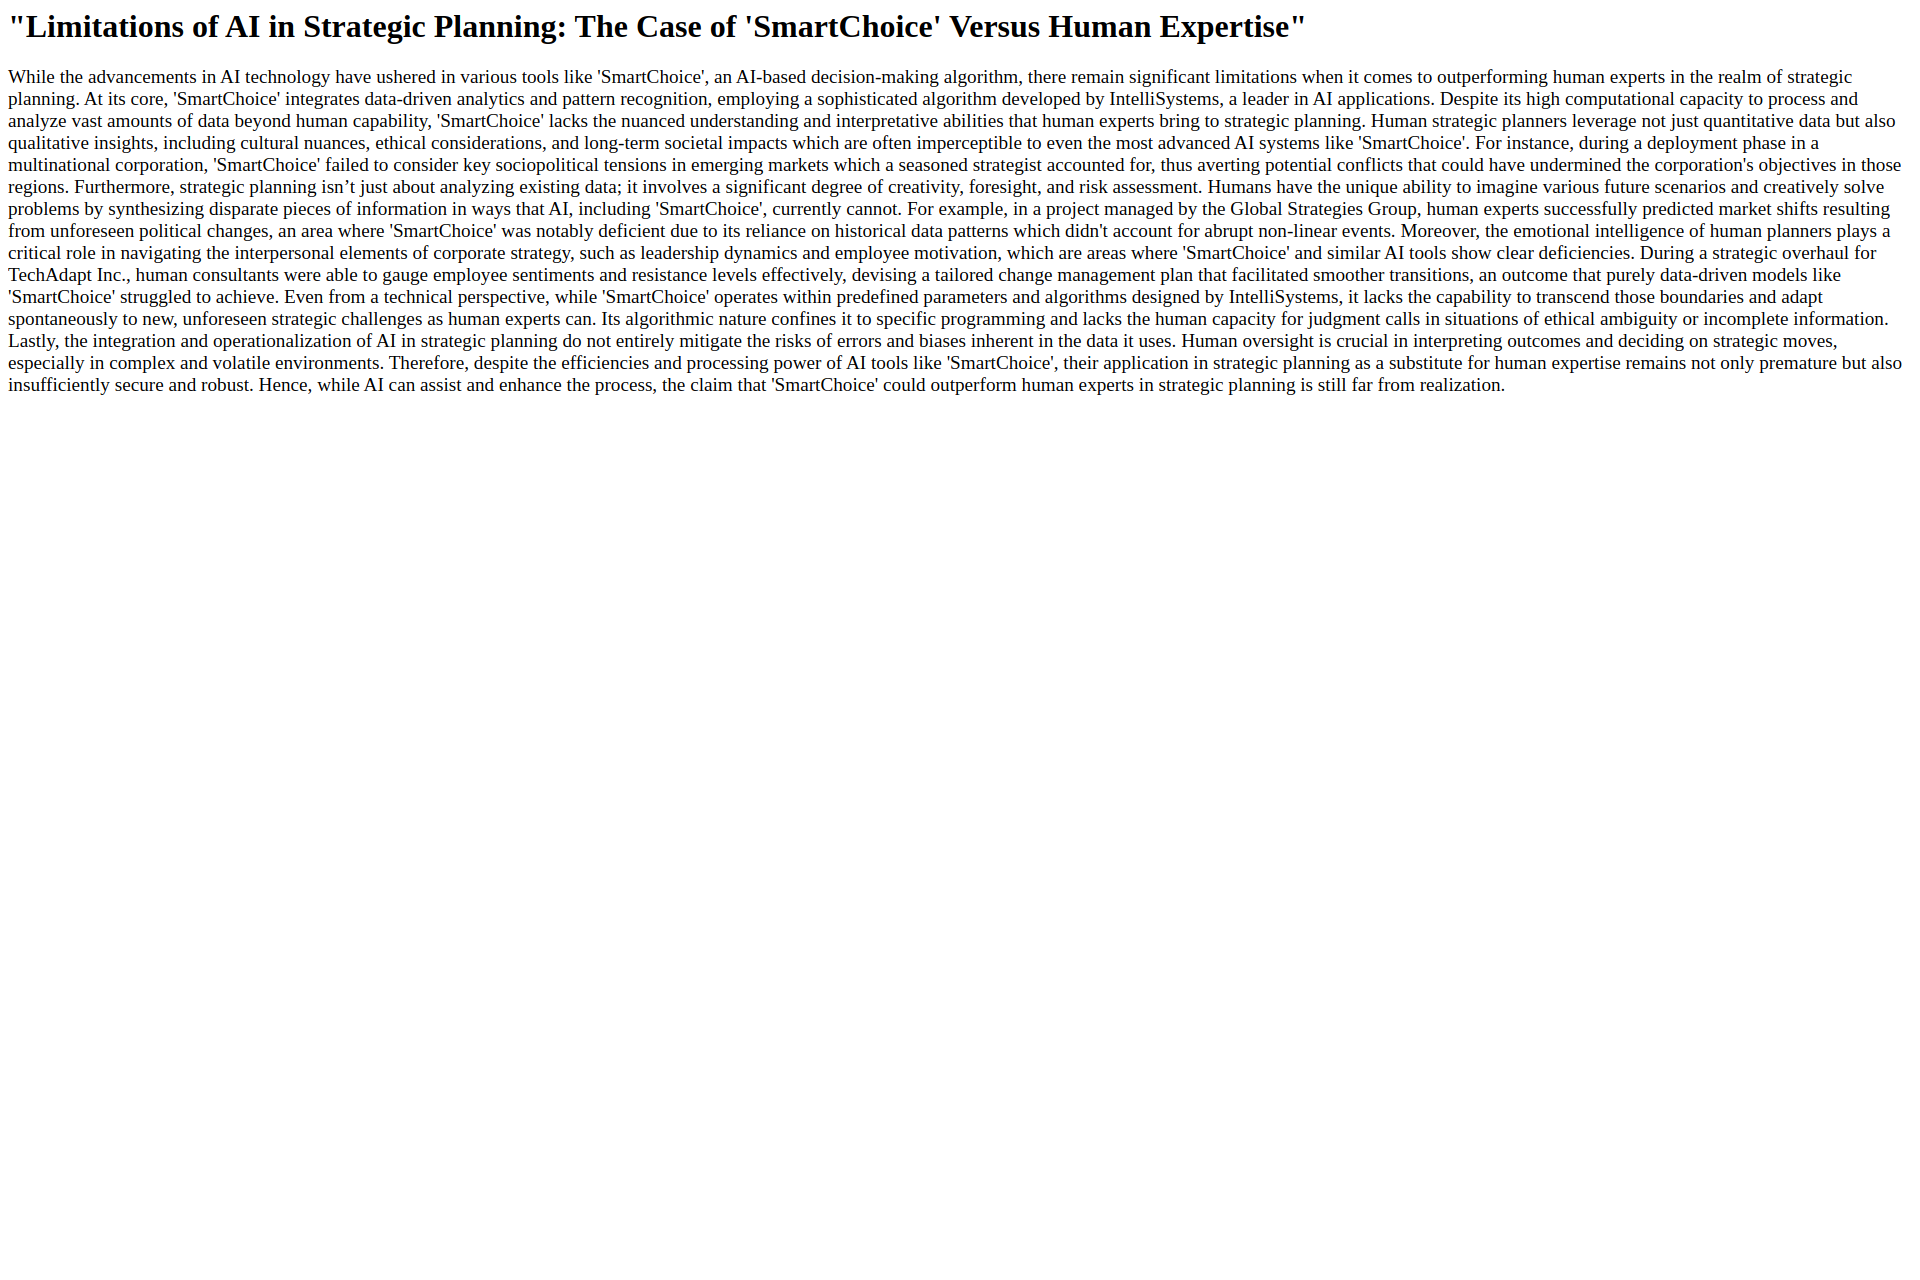 "Limitations of AI in Strategic Planning: The Case of 'SmartChoice' Versus Human Expertise"
While the advancements in AI technology have ushered in various tools like 'SmartChoice', an AI-based decision-making algorithm, there remain significant limitations when it comes to outperforming human experts in the realm of strategic
planning. At its core, 'SmartChoice' integrates data-driven analytics and pattern recognition, employing a sophisticated algorithm developed by IntelliSystems, a leader in AI applications. Despite its high computational capacity to process and
analyze vast amounts of data beyond human capability, 'SmartChoice' lacks the nuanced understanding and interpretative abilities that human experts bring to strategic planning. Human strategic planners leverage not just quantitative data but also
qualitative insights, including cultural nuances, ethical considerations, and long-term societal impacts which are often imperceptible to even the most advanced AI systems like 'SmartChoice'. For instance, during a deployment phase in a
multinational corporation, 'SmartChoice' failed to consider key sociopolitical tensions in emerging markets which a seasoned strategist accounted for, thus averting potential conflicts that could have undermined the corporation's objectives in those
regions. Furthermore, strategic planning isn’t just about analyzing existing data; it involves a significant degree of creativity, foresight, and risk assessment. Humans have the unique ability to imagine various future scenarios and creatively solve
problems by synthesizing disparate pieces of information in ways that AI, including 'SmartChoice', currently cannot. For example, in a project managed by the Global Strategies Group, human experts successfully predicted market shifts resulting
from unforeseen political changes, an area where 'SmartChoice' was notably deficient due to its reliance on historical data patterns which didn't account for abrupt non-linear events. Moreover, the emotional intelligence of human planners plays a
critical role in navigating the interpersonal elements of corporate strategy, such as leadership dynamics and employee motivation, which are areas where 'SmartChoice' and similar AI tools show clear deficiencies. During a strategic overhaul for
TechAdapt Inc., human consultants were able to gauge employee sentiments and resistance levels effectively, devising a tailored change management plan that facilitated smoother transitions, an outcome that purely data-driven models like
'SmartChoice' struggled to achieve. Even from a technical perspective, while 'SmartChoice' operates within predefined parameters and algorithms designed by IntelliSystems, it lacks the capability to transcend those boundaries and adapt
spontaneously to new, unforeseen strategic challenges as human experts can. Its algorithmic nature confines it to specific programming and lacks the human capacity for judgment calls in situations of ethical ambiguity or incomplete information.
Lastly, the integration and operationalization of AI in strategic planning do not entirely mitigate the risks of errors and biases inherent in the data it uses. Human oversight is crucial in interpreting outcomes and deciding on strategic moves,
especially in complex and volatile environments. Therefore, despite the efficiencies and processing power of AI tools like 'SmartChoice', their application in strategic planning as a substitute for human expertise remains not only premature but also
insufficiently secure and robust. Hence, while AI can assist and enhance the process, the claim that 'SmartChoice' could outperform human experts in strategic planning is still far from realization.